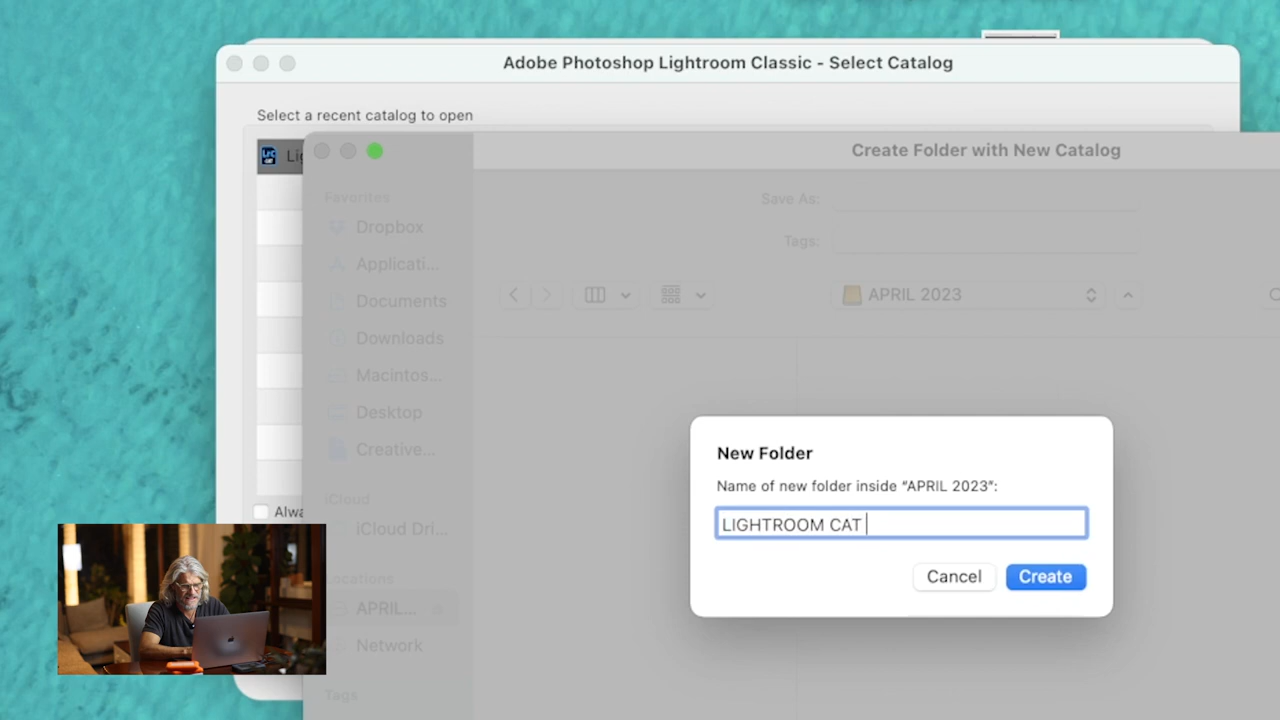 Adobe Photoshop Lightroom Classic - Select Catalog
Select a recent catalog to open
Create Folder with New Catalog
Favorites
Save As:
Dropbox
Tags:
Applicati...
Documents
APRIL 2023
Downloads
Macintos...
Desktop
Creative...
New Folder
Name of new folder inside “APRIL 2023”:
iCloud
LIGHTROOM CAT
iCloud Dri...
Cancel
Create
Locations
APRIL...
Network
Tags